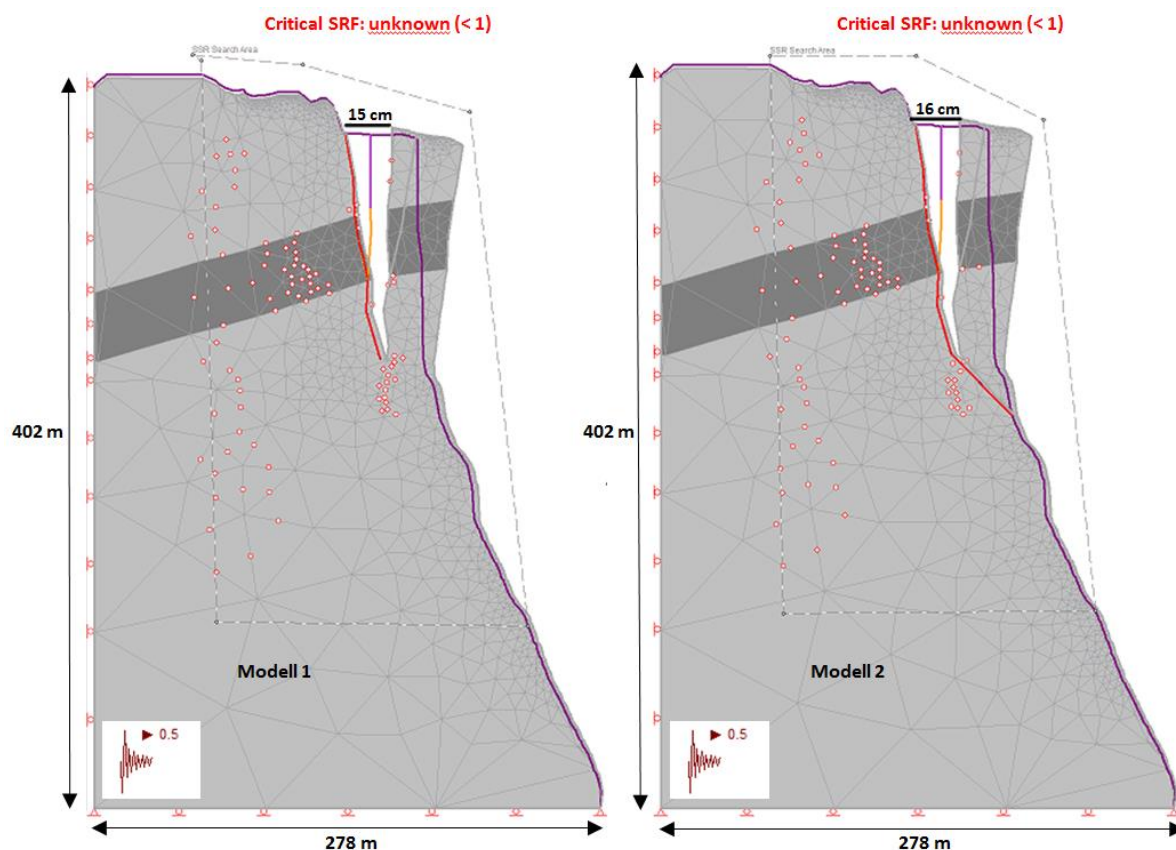 Critical SRF: unknown (< 1)
SSR Search Area
15 cm
402 m
Modell 1
0.5
278 m
Critical SRF: unknown (< 1)
SSR Search Area
16 cm
402 m
Modell 2
0.5
278 m